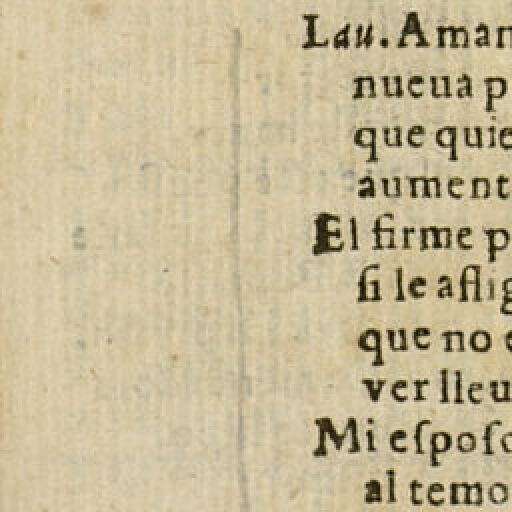 Lau. Aman
nueua p
que quie
aument
El firme p
ſi le aflig
que no e
ver lleu
Mi eſpoſo
al temo